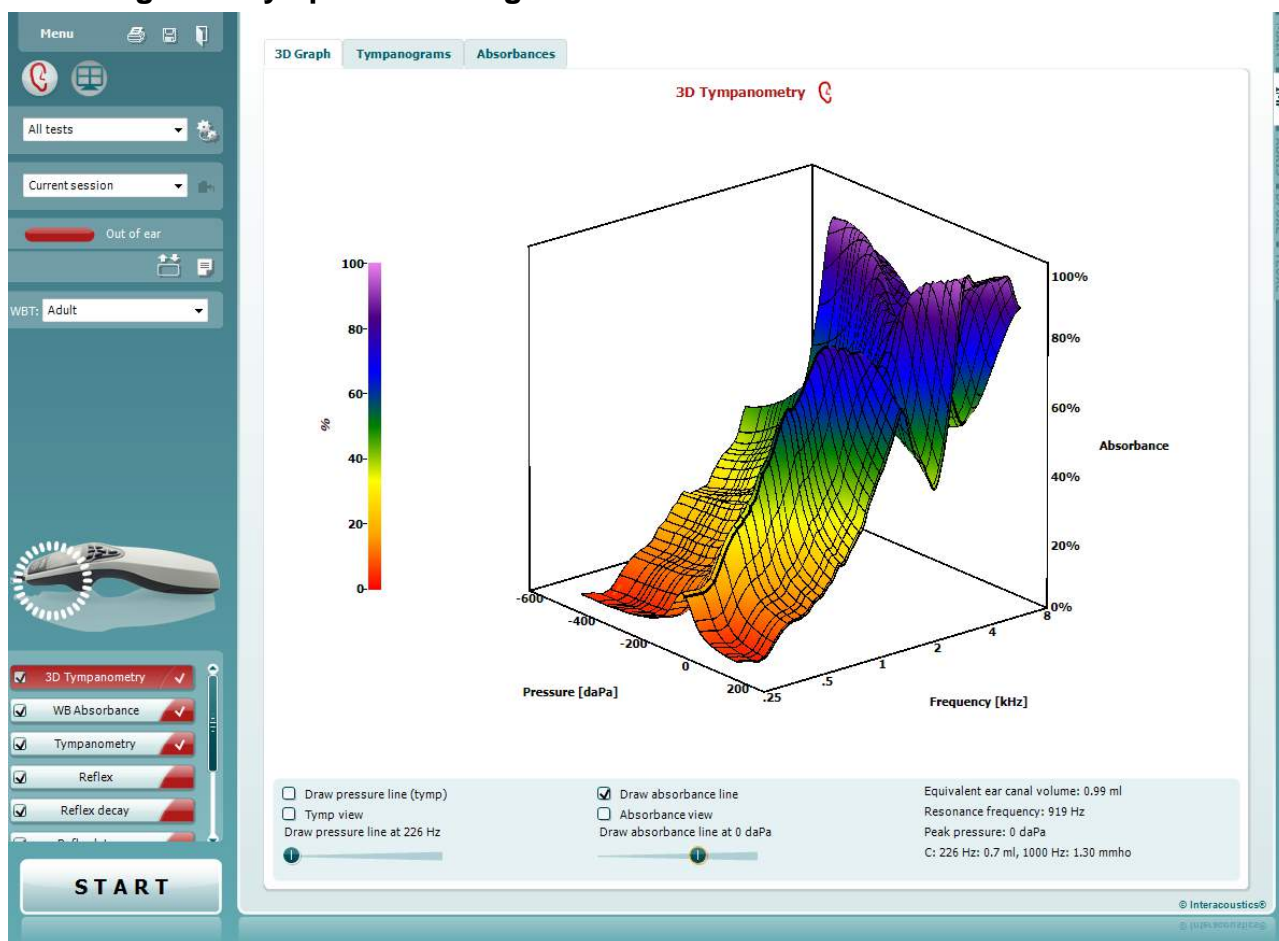 Menu
3D Graph
Tympanograms
Absorbances
3D Tympanometry
All tests
Current session
Out of ear
WBT: Adult
100
80
60
40
20
0
%
100%
80%
60%
40%
20%
0%
Absorbance
-600
-400
-200
0
200
Pressure [daPa]
.25
.5
1
2
4
8
Frequency [kHz]
3D Tympanometry
WB Absorbance
Tympanometry
Reflex
Reflex decay
START
Draw pressure line (tymp)
Tymp view
Draw pressure line at 226 Hz
Draw absorbance line
Absorbance view
Draw absorbance line at 0 daPa
Equivalent ear canal volume: 0.99 ml
Resonance frequency: 919 Hz
Peak pressure: 0 daPa
C: 226 Hz: 0.7 ml, 1000 Hz: 1.30 mmho
© Interacoustics®